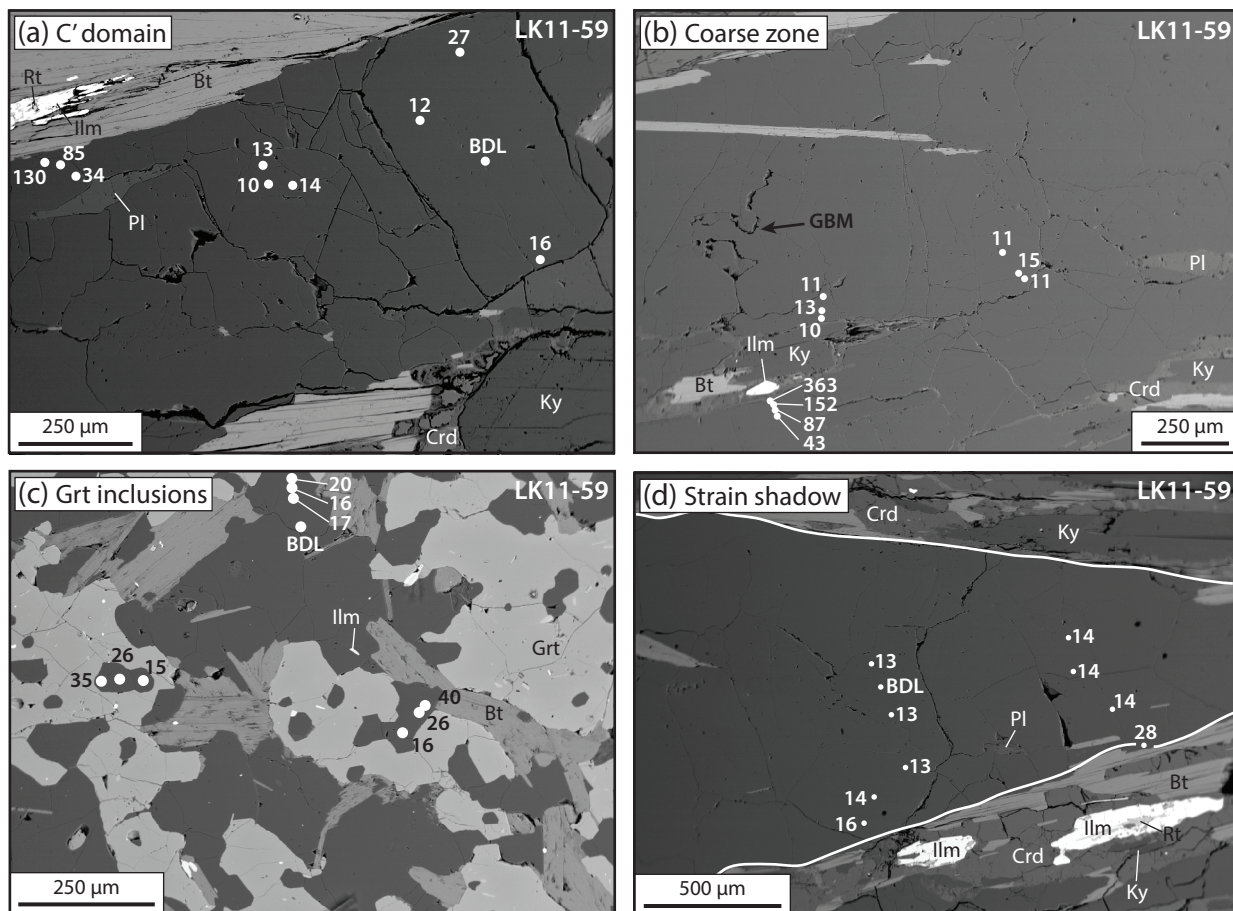 (a) C' domain
LK11-59
27
Rt
Bt
Ilm
12
BDL
85
130
34
13
10
14
Pl
16
Ky
Crd
250 µm
(b) Coarse zone
LK11-59
GBM
11
15
11
Pl
11
13
10
Ilm
Ky
Bt
363
152
87
43
Crd
Ky
250 µm
(c) Grt inclusions
LK11-59
20
16
17
BDL
Ilm
Grt
26
35
15
40
26
16
Bt
250 µm
(d) Strain shadow
LK11-59
Crd
Ky
14
13
BDL
14
13
14
28
Pl
13
14
16
Bt
Ilm
Ilm
Rt
Crd
Ky
500 µm